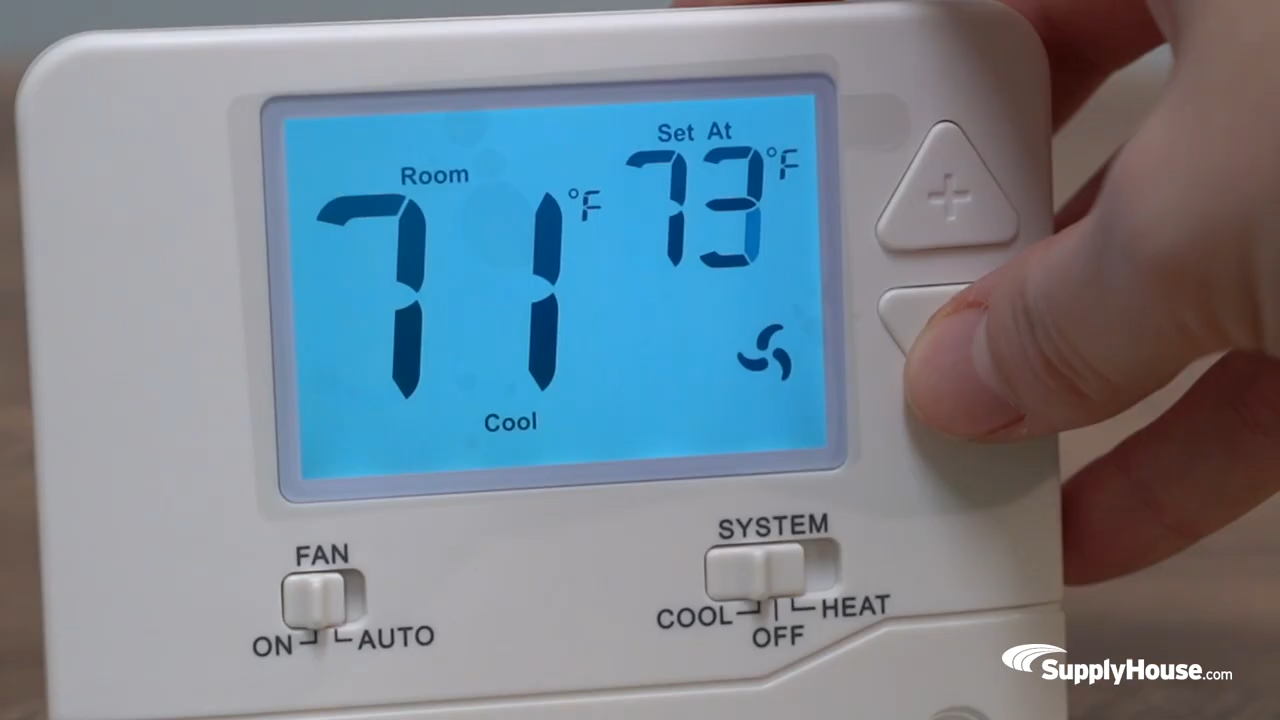 Set At
73°F
Room
71°F
Cool
FAN
ON AUTO
SYSTEM
COOL OFF HEAT
SupplyHouse.com